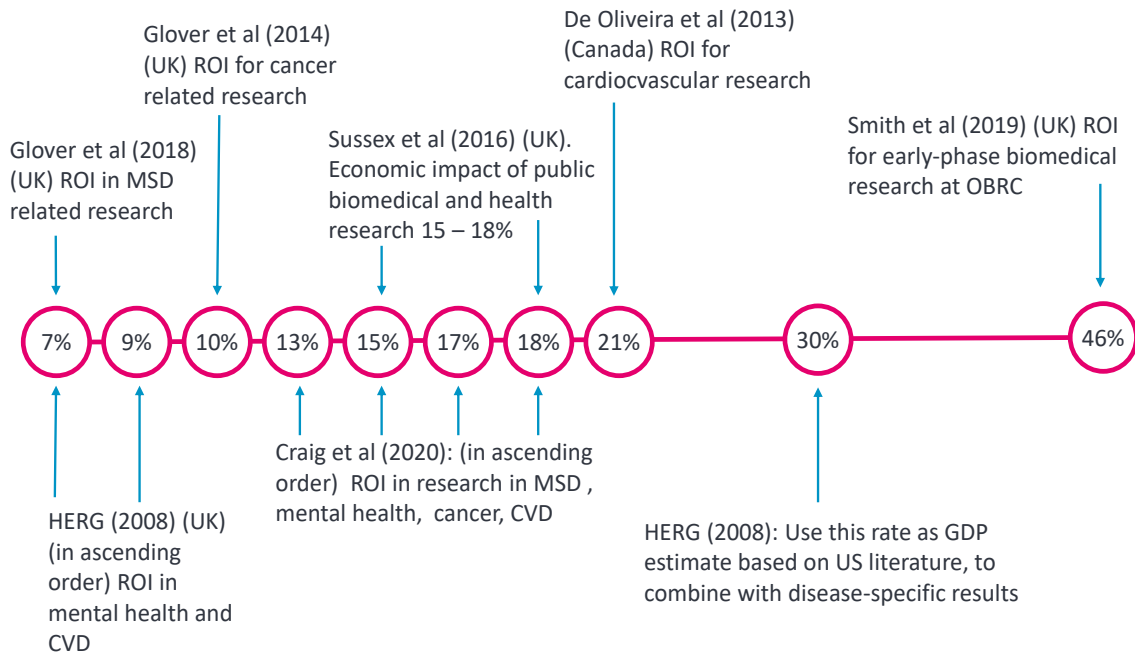 Glover et al (2014)
(UK) ROI for cancer
related research
De Oliveira et al (2013)
(Canada) ROI for
cardiocvascular research
Glover et al (2018)
(UK) ROI in MSD
related research
Sussex et al (2016) (UK).
Economic impact of public
biomedical and health
research 15 – 18%
Smith et al (2019) (UK) ROI
for early-phase biomedical
research at OBRC
7% 9% 10% 13% 15% 17% 18% 21% 30% 46%
HERG (2008) (UK)
(in ascending
order) ROI in
mental health and
CVD
Craig et al (2020): (in ascending
order)  ROI in research in MSD ,
mental health,  cancer, CVD
HERG (2008): Use this rate as GDP
estimate based on US literature, to
combine with disease-specific results